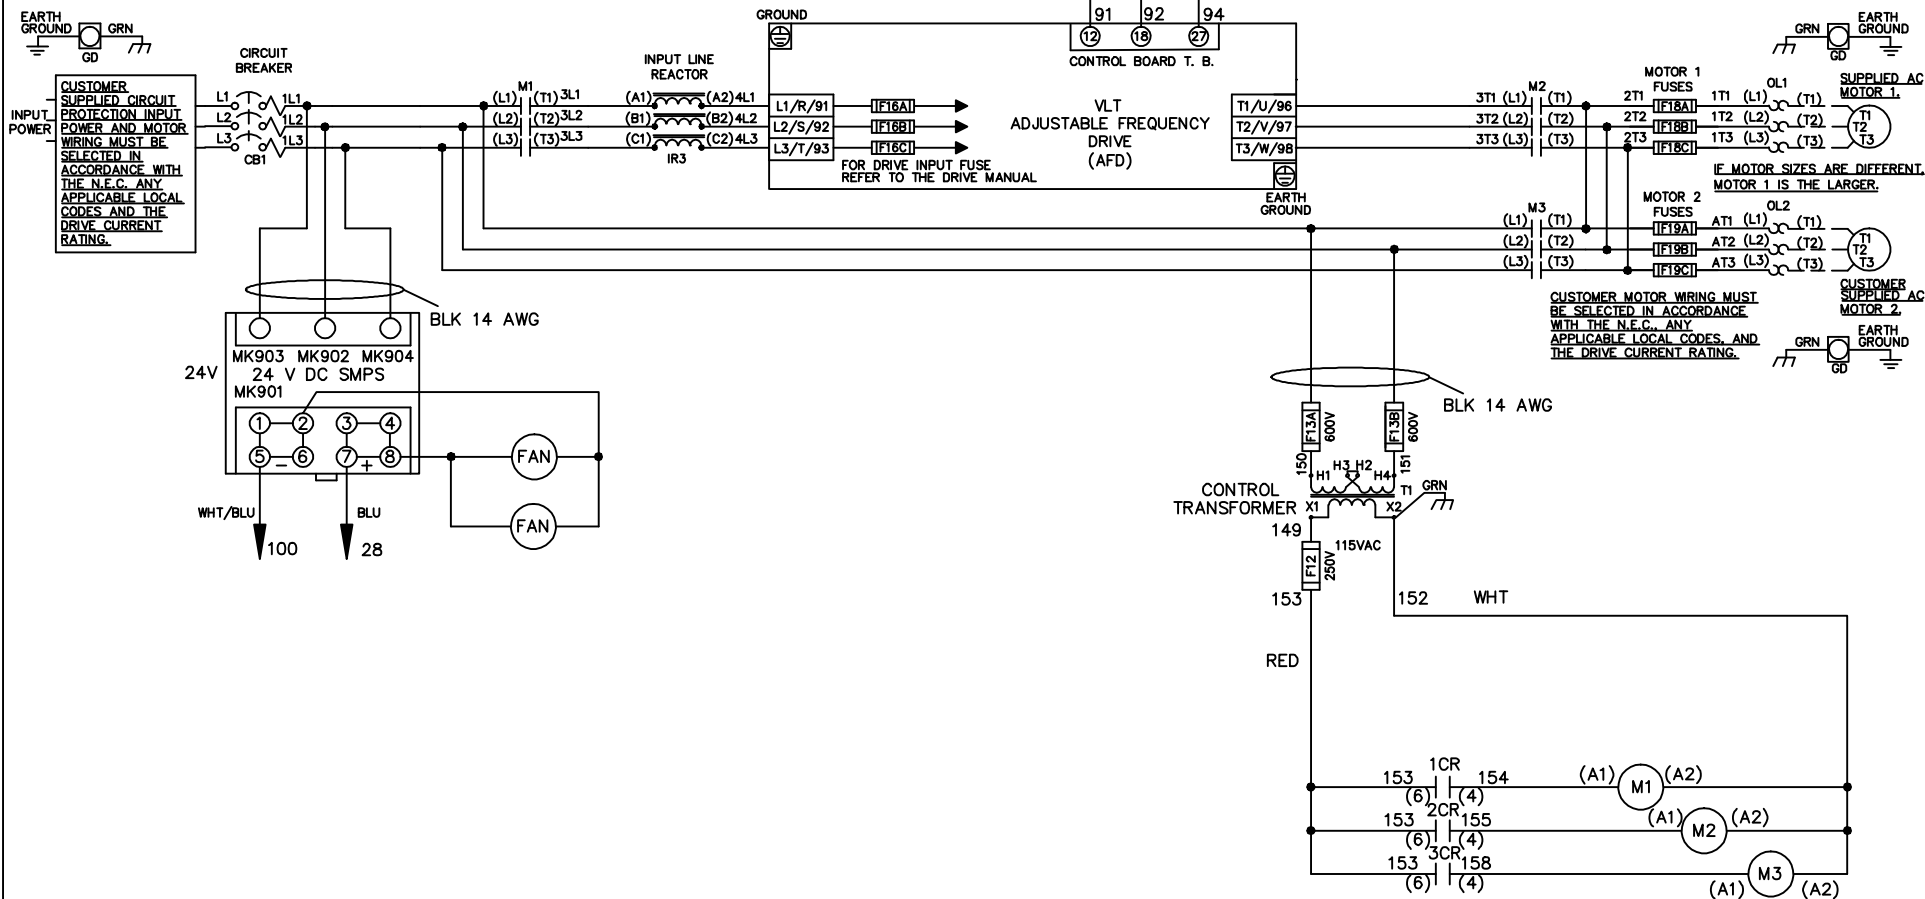 EARTH
GROUND
GRN
GD
CIRCUIT
BREAKER
CUSTOMER
SUPPLIED CIRCUIT
PROTECTION INPUT
POWER AND MOTOR
WIRING MUST BE
SELECTED IN
ACCORDANCE WITH
THE N.E.C. ANY
APPLICABLE LOCAL
CODES AND THE
DRIVE CURRENT
RATING.
INPUT
POWER
L1
L2
L3
1L1
1L2
1L3
CB1
M1
(L1) (T1) 3L1
(L2) (T2) 3L2
(L3) (T3) 3L3
INPUT LINE
REACTOR
(A1) (A2) 4L1
(B1) (B2) 4L2
(C1) (C2) 4L3
IR3
GROUND
L1/R/91
L2/S/92
L3/T/93
F16A
F16B
F16C
FOR DRIVE INPUT FUSE
REFER TO THE DRIVE MANUAL
91 92 94
12 18 27
CONTROL BOARD T. B.
VLT
ADJUSTABLE FREQUENCY
DRIVE
(AFD)
T1/U/96
T2/V/97
T3/W/98
EARTH
GROUND
M2
3T1 (L1) (T1)
3T2 (L2) (T2)
3T3 (L3) (T3)
MOTOR 1
FUSES
2T1 F18A 1T1 (L1) (T1)
2T2 F18B 1T2 (L2) (T2)
2T3 F18C 1T3 (L3) (T3)
OL1
GRN
GD
EARTH
GROUND
SUPPLIED AC
MOTOR 1.
T1
T2
T3
IF MOTOR SIZES ARE DIFFERENT,
MOTOR 1 IS THE LARGER.
M3
(L1) (T1)
(L2) (T2)
(L3) (T3)
MOTOR 2
FUSES
OL2
F19A AT1 (L1) (T1)
F19B AT2 (L2) (T2)
F19C AT3 (L3) (T3)
T1
T2
T3
CUSTOMER
SUPPLIED AC
MOTOR 2.
CUSTOMER MOTOR WIRING MUST
BE SELECTED IN ACCORDANCE
WITH THE N.E.C., ANY
APPLICABLE LOCAL CODES, AND
THE DRIVE CURRENT RATING.
GRN
GD
EARTH
GROUND
BLK 14 AWG
MK903 MK902 MK904
24V
24 V DC SMPS
MK901
1 2 3 4
5 - 6 7 + 8
FAN
FAN
WHT/BLU
BLU
100
28
BLK 14 AWG
F13A
600V
F13B
600V
150
151
H1 H3 H2 H4
T1
GRN
CONTROL
TRANSFORMER
X1
X2
149
115VAC
F12
250V
153
152
WHT
RED
1CR
153 154
(6) (4)
(A1) M1 (A2)
2CR
153 155
(6) (4)
(A1) M2 (A2)
3CR
153 158
(6) (4)
(A1) M3 (A2)